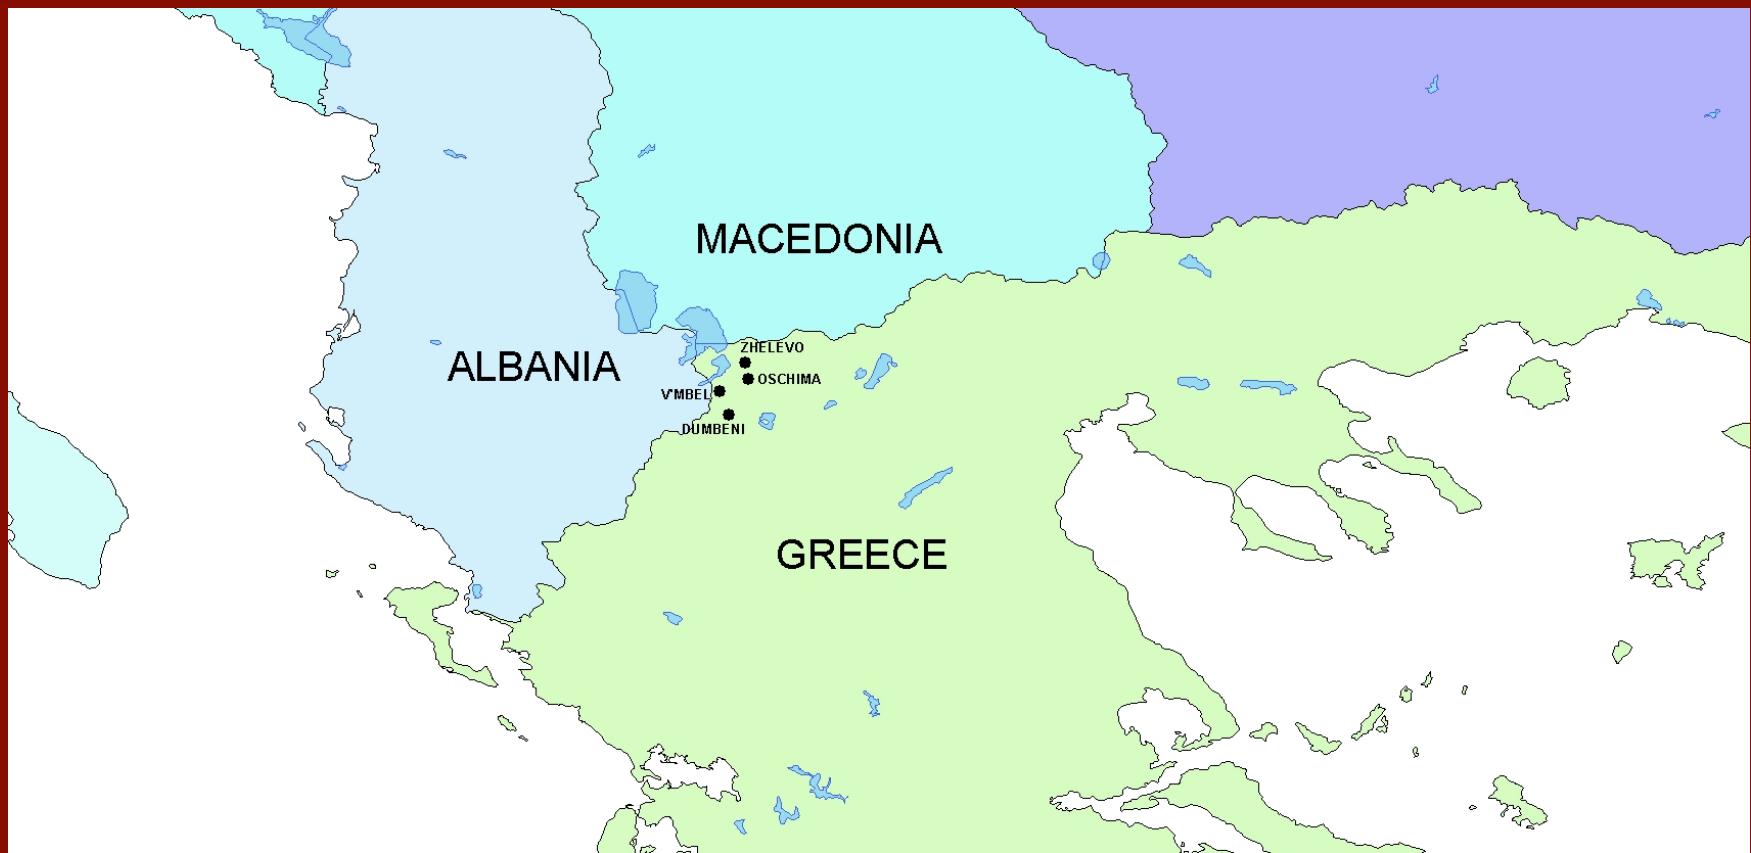 MACEDONIA
ALBANIA
ZHELEVO
OSCHIMA
V'MBEL
DUMBENI
GREECE